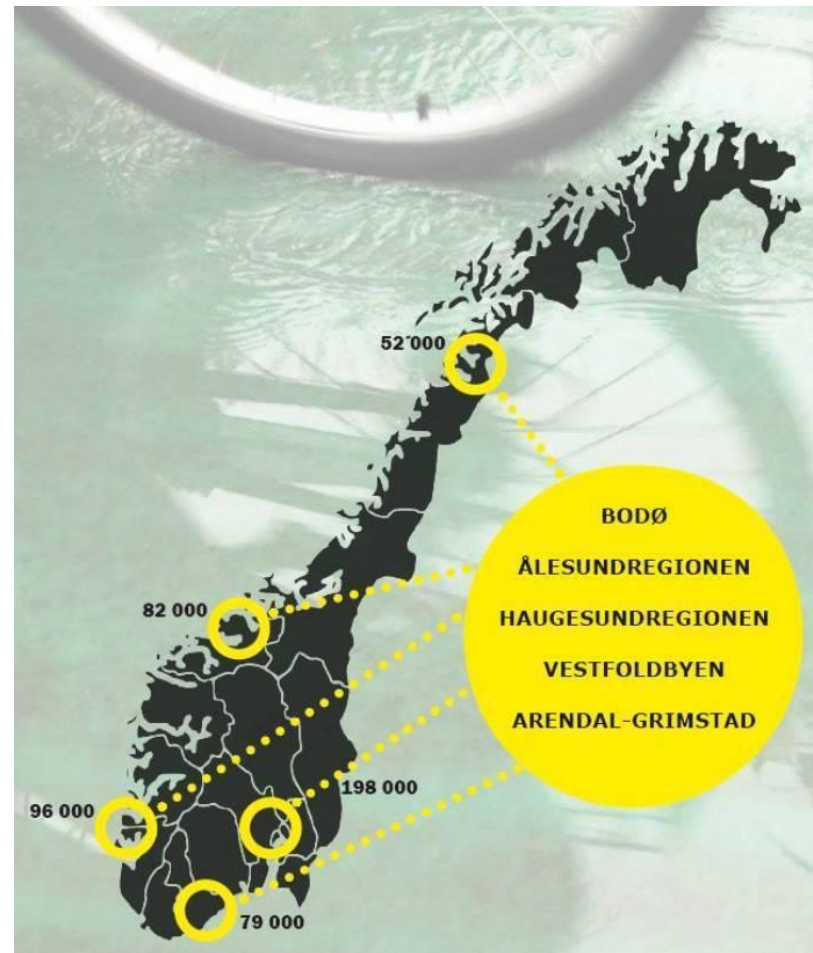 52 000
BODØ
ÅLESUNDREGIONEN
82 000
HAUGESUNDREGIONEN
VESTFOLDBYEN
ARENDAL-GRIMSTAD
198 000
96 000
79 000